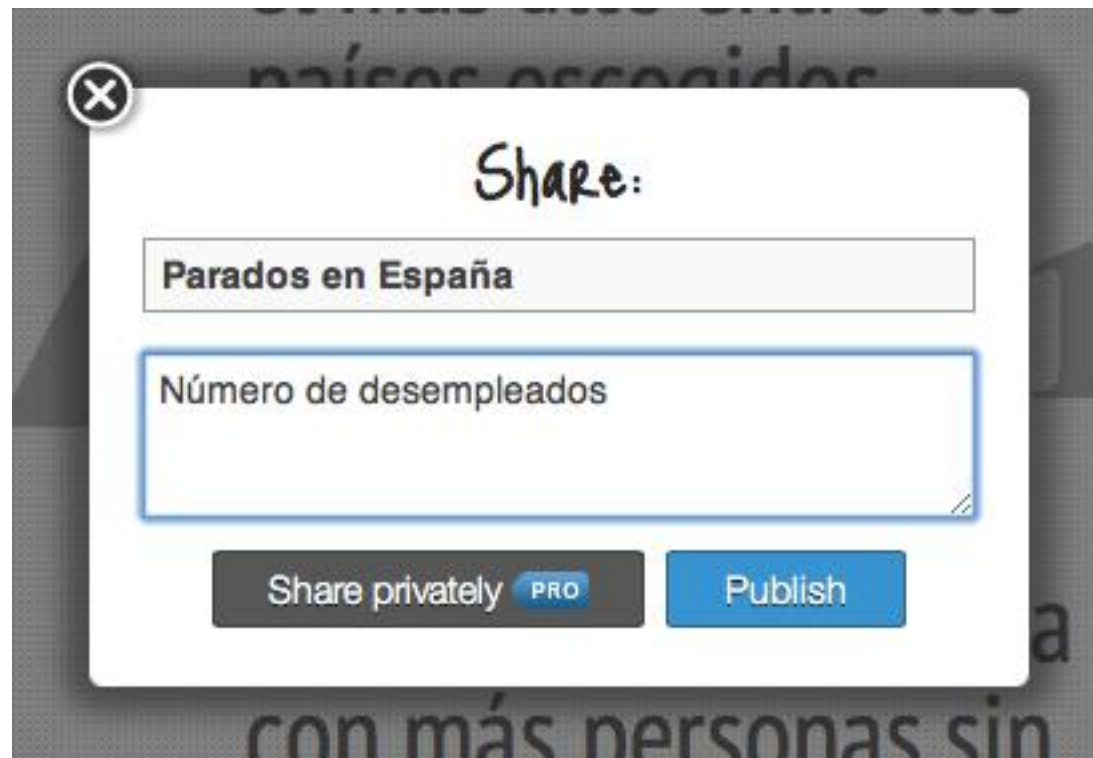 países escogidos
Share:
Parados en España
Número de desempleados
Share privately PRO
Publish
a
con más personas sin